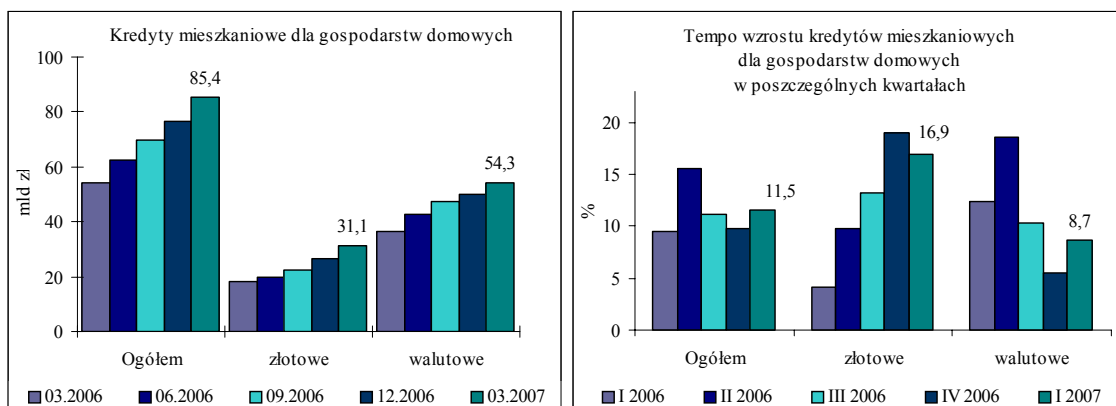 Kredyty mieszkaniowe dla gospodarstw domowych
mld zł
100
80
60
40
20
0
85,4
31,1
54,3
Ogółem złotowe walutowe
03.2006 06.2006 09.2006 12.2006 03.2007
Tempo wzrostu kredytów mieszkaniowych
dla gospodarstw domowych
w poszczególnych kwartałach
%
20
15
10
5
0
11,5
16,9
8,7
Ogółem złotowe walutowe
I 2006 II 2006 III 2006 IV 2006 I 2007